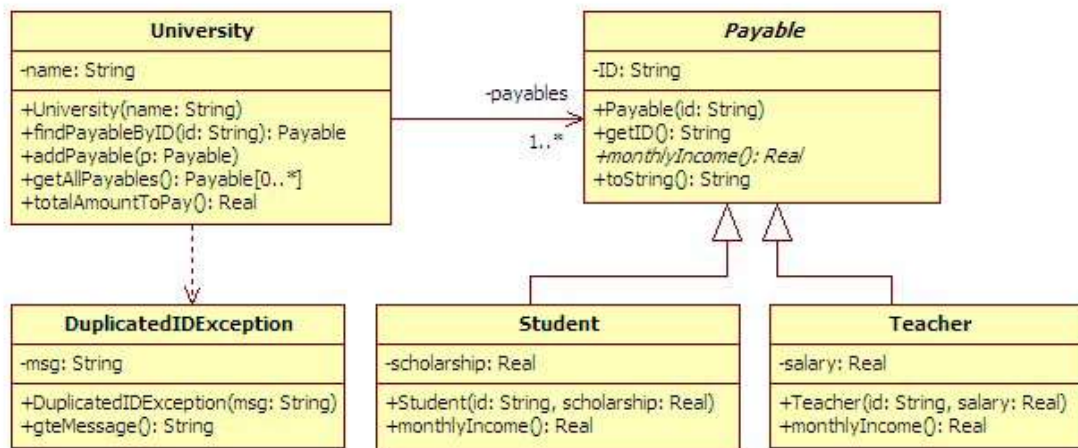 University
-name: String
+University(name: String)
+findPayableByID(id: String): Payable
+addPayable(p: Payable)
+getAllPayables(): Payable[0..*]
+totalAmountToPay(): Real
-payables
1..*
Payable
-ID: String
+Payable(id: String)
+getID(): String
+monthlyIncome(): Real
+toString(): String
DuplicatedIDException
-msg: String
+DuplicatedIDException(msg: String)
+gteMessage(): String
Student
-scholarship: Real
+Student(id: String, scholarship: Real)
+monthlyIncome(): Real
Teacher
-salary: Real
+Teacher(id: String, salary: Real)
+monthlyIncome(): Real